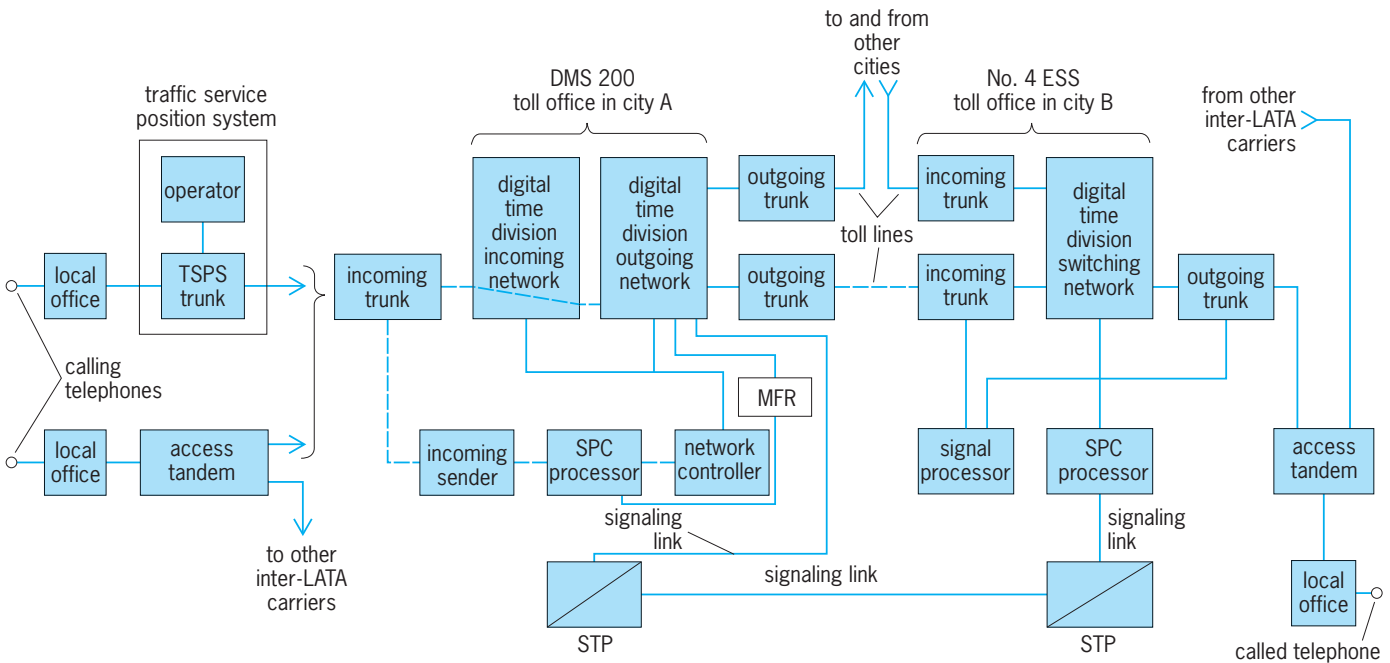 to and from
other
cities
DMS 200
toll office in city A
No. 4 ESS
toll office in city B
traffic service
position system
from other
inter-LATA
carriers
operator
digital
time
division
incoming
network
digital
time
division
outgoing
network
outgoing
trunk
incoming
trunk
digital
time
division
switching
network
toll lines
local
office
TSPS
trunk
incoming
trunk
outgoing
trunk
incoming
trunk
outgoing
trunk
calling
telephones
MFR
local
office
access
tandem
incoming
sender
SPC
processor
network
controller
signal
processor
SPC
processor
access
tandem
to other
inter-LATA
carriers
signaling
link
signaling
link
signaling link
STP
STP
local
office
called telephone